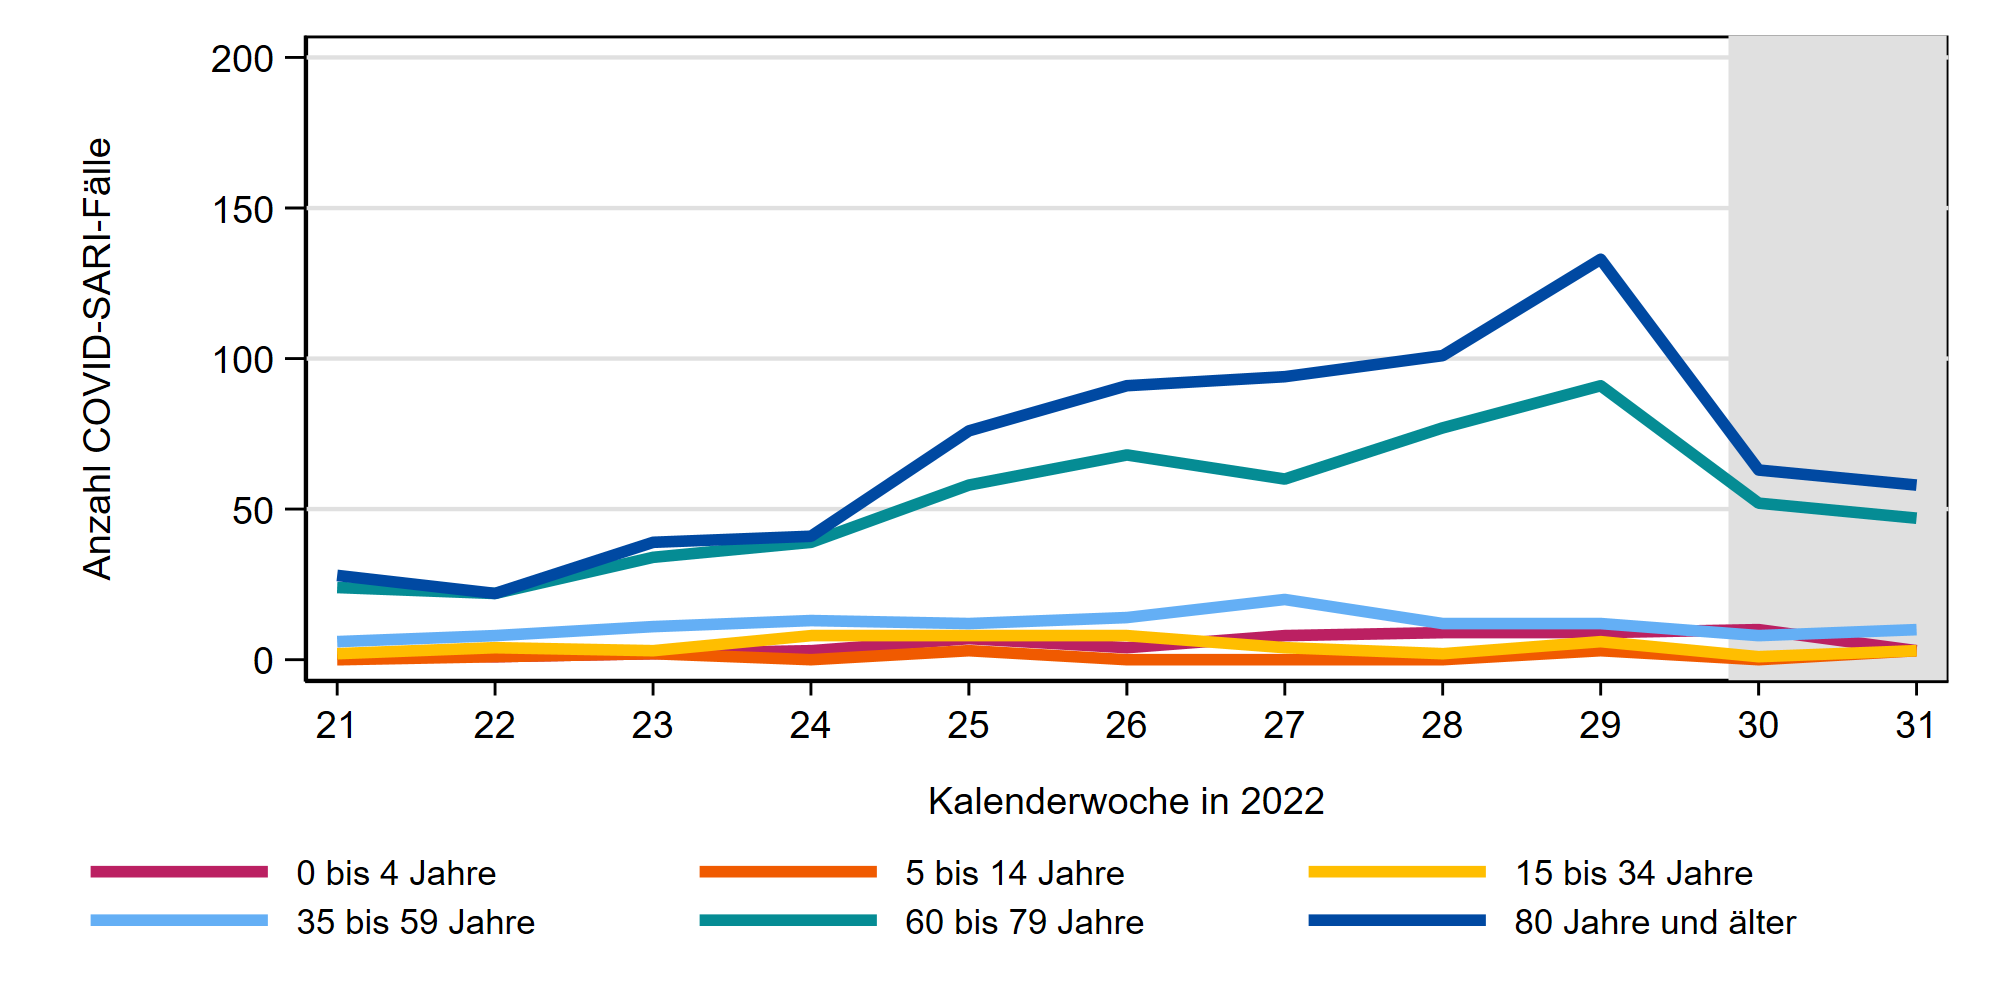 Anzahl COVID-SARI-Fälle
200
150
100
50
0
21 22 23 24 25 26 27 28 29 30 31
Kalenderwoche in 2022
0 bis 4 Jahre 5 bis 14 Jahre 15 bis 34 Jahre
35 bis 59 Jahre 60 bis 79 Jahre 80 Jahre und älter